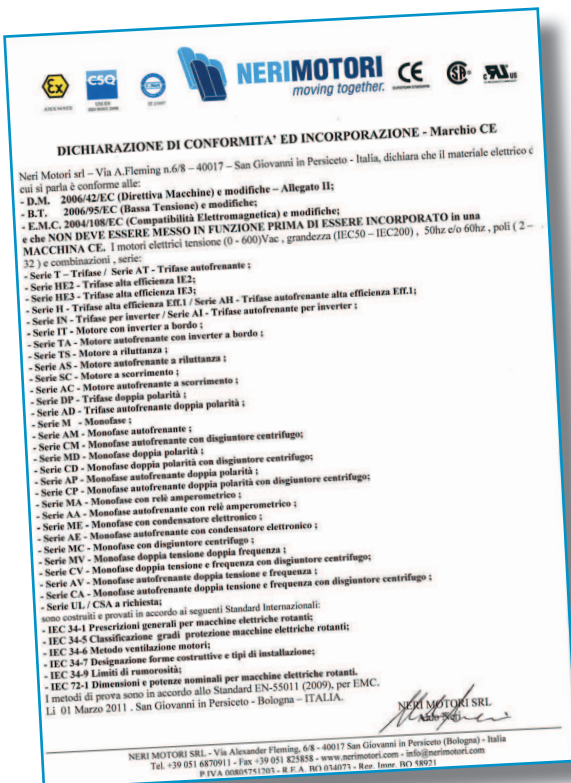 NERIMOTORI
moving together.
DICHIARAZIONE DI CONFORMITA' ED INCORPORAZIONE - Marchio CE
Neri Motori srl – Via A.Fleming n.6/8 – 40017 – San Giovanni in Persiceto - Italia, dichiara che il materiale elettrico
cui si parla è conforme alle:
- D.M. 2006/42/EC (Direttiva Macchine) e modifiche – Allegato II;
- B.T. 2006/95/EC (Bassa Tensione) e modifiche;
- E.M.C. 2004/108/EC (Compatibilità Elettromagnetica) e modifiche;
e che NON DEVE ESSERE MESSO IN FUNZIONE PRIMA DI ESSERE INCORPORATO in una
MACCHINA CE. I motori elettrici tensione (0 - 600)Vac , grandezza (IEC50 – IEC200) , 50hz e/o 60hz , poli ( 2 –
32 ) e combinazioni , serie:
- Serie T – Trifase / Serie AT - Trifase autofrenante ;
- Serie HE2 - Trifase alta efficienza IE2;
- Serie HE3 - Trifase alta efficienza IE3;
- Serie H - Trifase alta efficienza Eff.1 / Serie AH - Trifase autofrenante alta efficienza Eff.1;
- Serie IN - Trifase per inverter / Serie AI - Trifase autofrenante per inverter ;
- Serie IT - Motore con inverter a bordo ;
- Serie TA - Motore autofrenante con inverter a bordo ;
- Serie TS - Motore a riluttanza ;
- Serie AS - Motore autofrenante a riluttanza ;
- Serie SC - Motore a scorrimento ;
- Serie AC - Motore autofrenante a scorrimento ;
- Serie DP - Trifase doppia polarità ;
- Serie AD - Trifase autofrenante doppia polarità ;
- Serie M - Monofase ;
- Serie AM - Monofase autofrenante ;
- Serie CM - Monofase autofrenante con disgiuntore centrifugo;
- Serie MD - Monofase doppia polarità ;
- Serie CD - Monofase doppia polarità con disgiuntore centrifugo;
- Serie AP - Monofase autofrenante doppia polarità ;
- Serie CP - Monofase autofrenante doppia polarità con disgiuntore centrifugo;
- Serie MA - Monofase con relè amperometrico ;
- Serie AA - Monofase autofrenante con relè amperometrico ;
- Serie ME - Monofase con condensatore elettronico ;
- Serie AE - Monofase autofrenante con condensatore elettronico ;
- Serie MC - Monofase con disgiuntore centrifugo ;
- Serie MV - Monofase doppia tensione doppia frequenza ;
- Serie CV - Monofase doppia tensione e frequenza con disgiuntore centrifugo;
- Serie AV - Monofase autofrenante doppia tensione e frequenza ;
- Serie CA - Monofase autofrenante doppia tensione e frequenza con disgiuntore centrifugo ;
- Serie UL / CSA a richiesta;
sono costruiti e provati in accordo ai seguenti Standard Internazionali:
- IEC 34-1 Prescrizioni generali per macchine elettriche rotanti;
- IEC 34-5 Classificazione gradi protezione macchine elettriche rotanti;
- IEC 34-6 Metodo ventilazione motori;
- IEC 34-7 Designazione forme costruttive e tipi di installazione;
- IEC 34-9 Limiti di rumorosità;
- IEC 72-1 Dimensioni e potenze nominali per macchine elettriche rotanti.
I metodi di prova sono in accordo allo Standard EN-55011 (2009), per EMC.
Li 01 Marzo 2011 . San Giovanni in Persiceto - Bologna – ITALIA.
NERI MOTORI SRL
NERI MOTORI SRL - Via Alexander Fleming, 6/8 - 40017 San Giovanni in Persiceto (Bologna) - Italia
Tel. +39 051 6870911 - Fax +39 051 825858 - www.nerimotori.com - info@nerimotori.com
P.IVA 00805751203 - R.E.A. BO 034073 - Reg. Impr. BO 58921